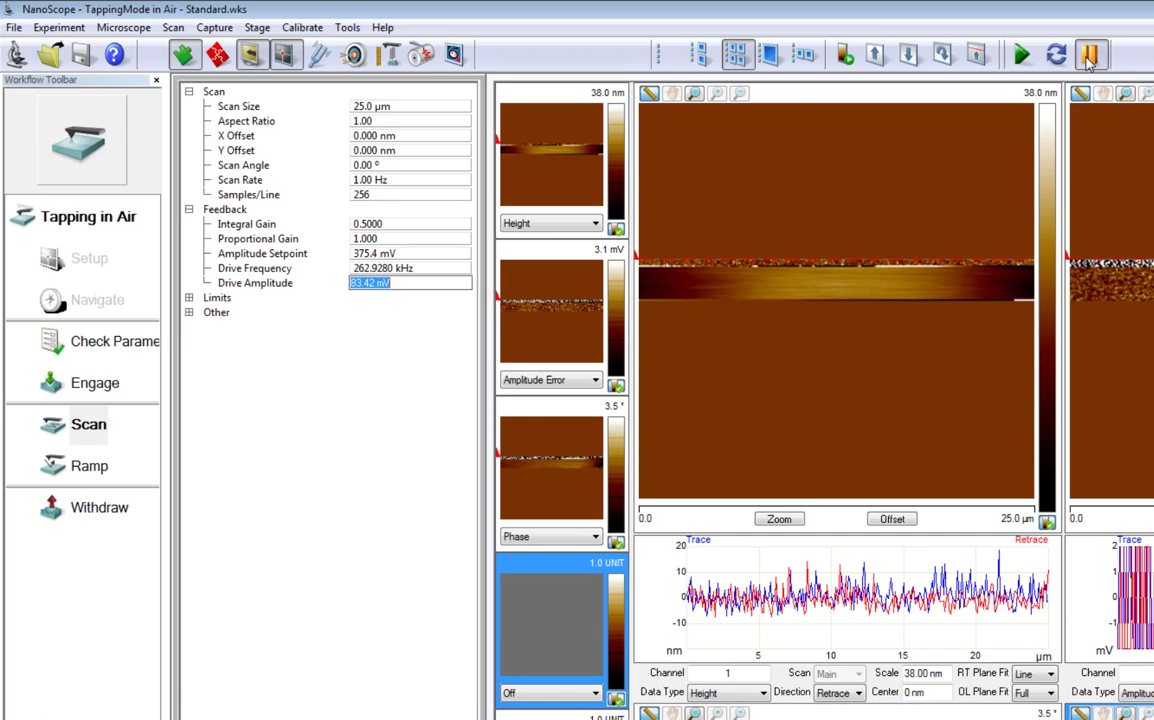 NanoScope - TappingMode in Air - Standard.wks
File Experiment Microscope Scan Capture Stage Calibrate Tools Help
Workflow Toolbar
Tapping in Air
Setup
Navigate
Check Parame
Engage
Scan
Ramp
Withdraw
Scan
Scan Size 25.0 µm
Aspect Ratio 1.00
X Offset 0.000 nm
Y Offset 0.000 nm
Scan Angle 0.00 º
Scan Rate 1.00 Hz
Samples/Line 256
Feedback
Integral Gain 0.5000
Proportional Gain 1.000
Amplitude Setpoint 375.4 mV
Drive Frequency 262.9280 kHz
Drive Amplitude 83.42 mV
Limits
Other
38.0 nm
Height
3.1 mV
Amplitude Error
3.5 º
Phase
1.0 UNIT
Off
1.0 UNIT
38.0 nm
0.0 Zoom Offset 25.0 µm
Trace Retrace
20
10
0
-10
nm 5 10 15 20 µm
Channel 1 Scan Main Scale 38.00 nm RT Plane Fit Line
Data Type Height Direction Retrace Center 0 nm OL Plane Fit Full
3.5 º
0.0
Trace
2
1
0
-1
mV
Channel
Data Type Amplitu